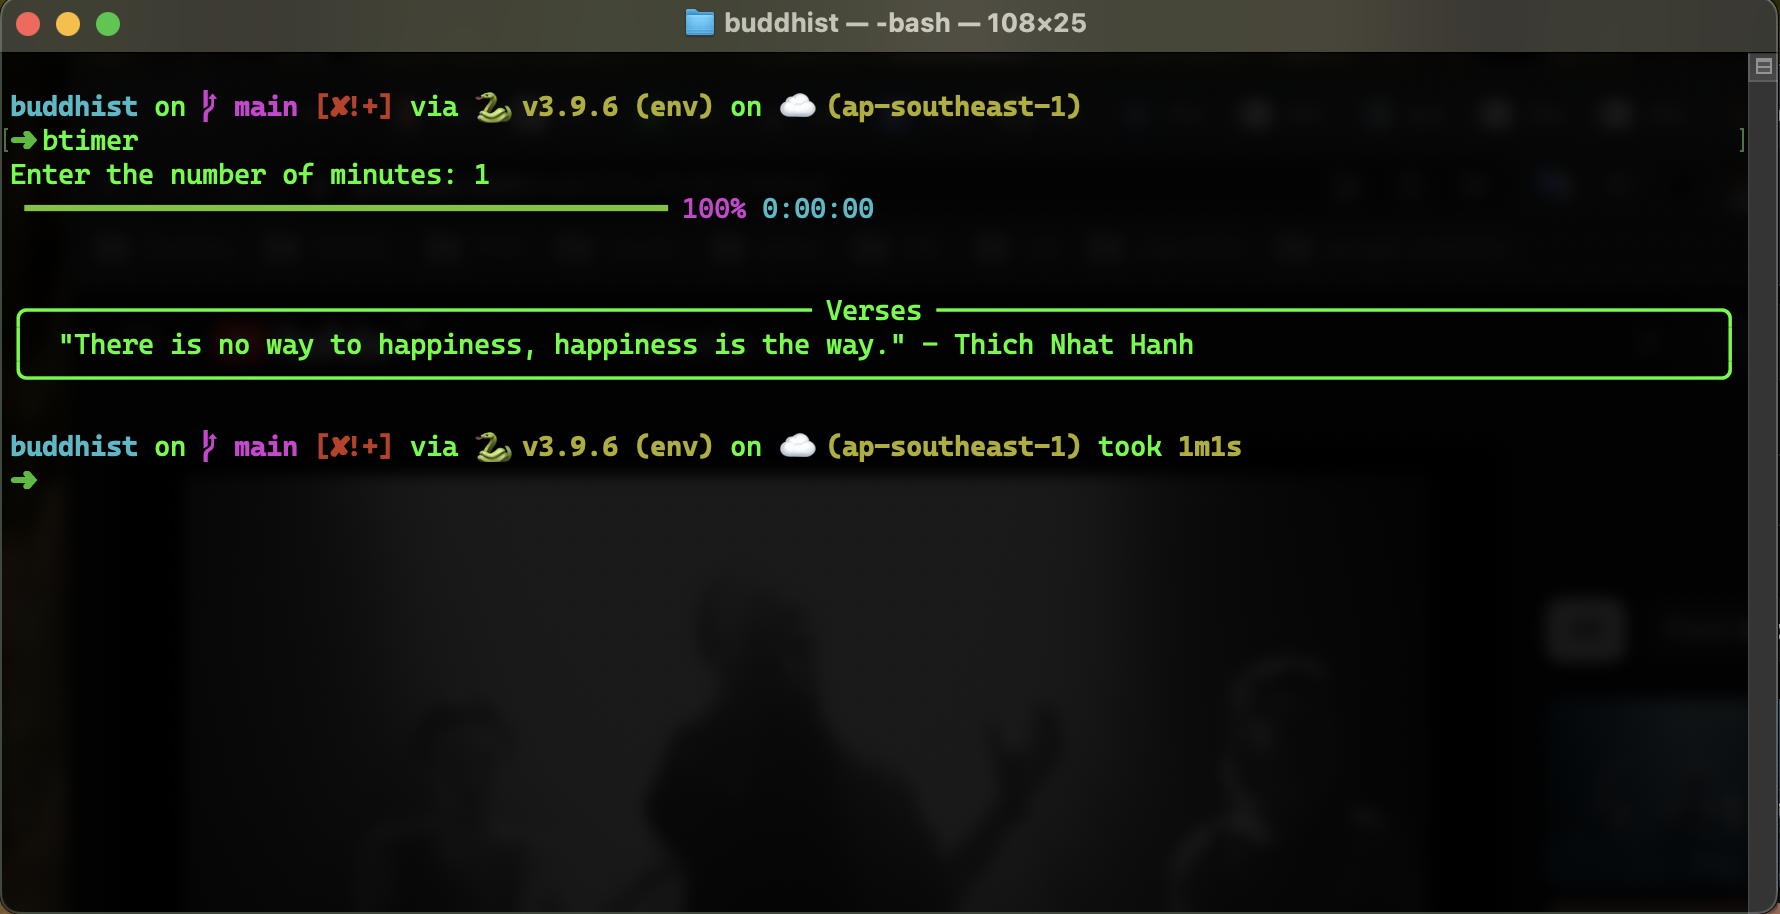 buddhist — -bash — 108×25
buddhist on main [✘!+] via 🐍 v3.9.6 (env) on ☁️ (ap-southeast-1)
➜ btimer
Enter the number of minutes: 1
100% 0:00:00
Verses
"There is no way to happiness, happiness is the way." - Thich Nhat Hanh
buddhist on main [✘!+] via 🐍 v3.9.6 (env) on ☁️ (ap-southeast-1) took 1m1s
➜